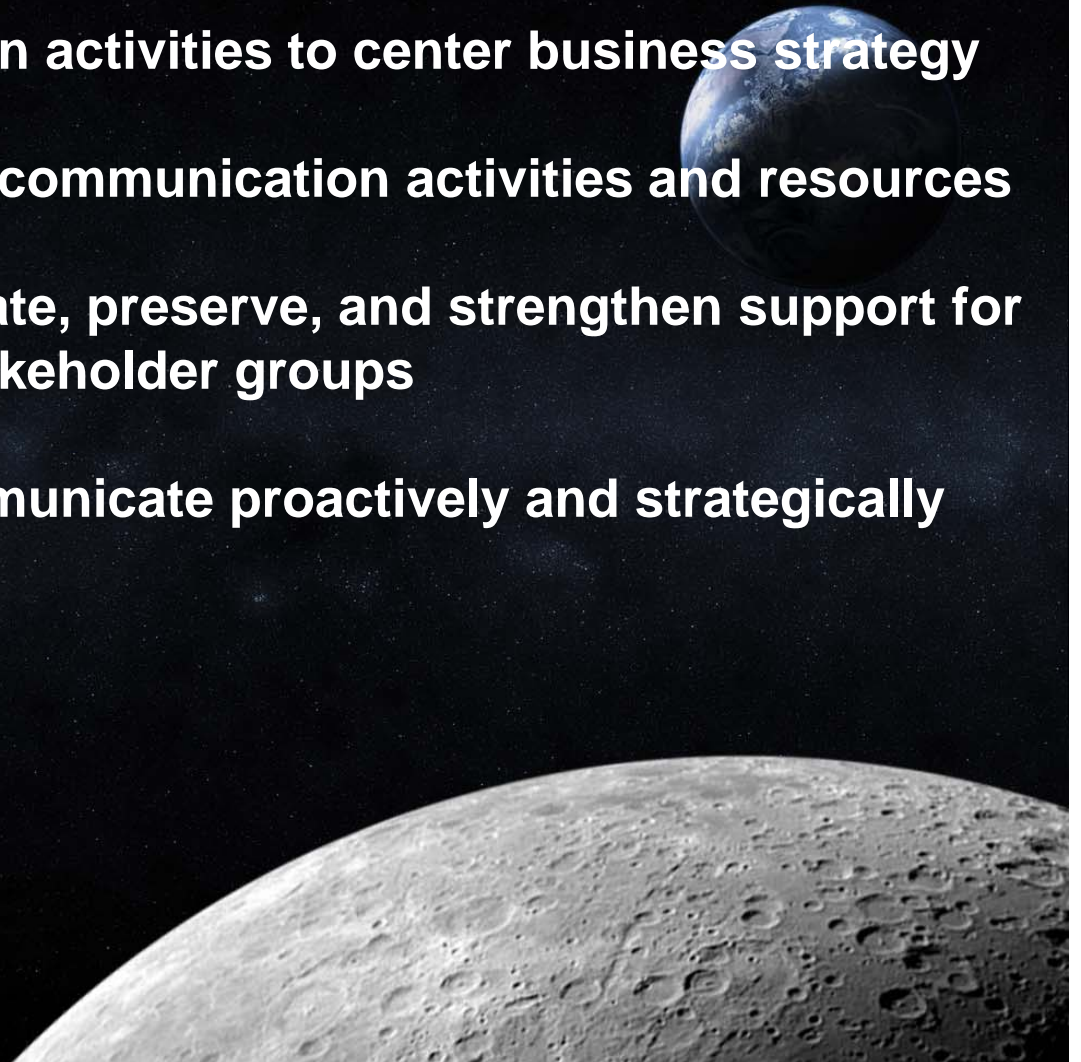 n activities to center business strategy
communication activities and resources
ate, preserve, and strengthen support for
keholder groups
municate proactively and strategically